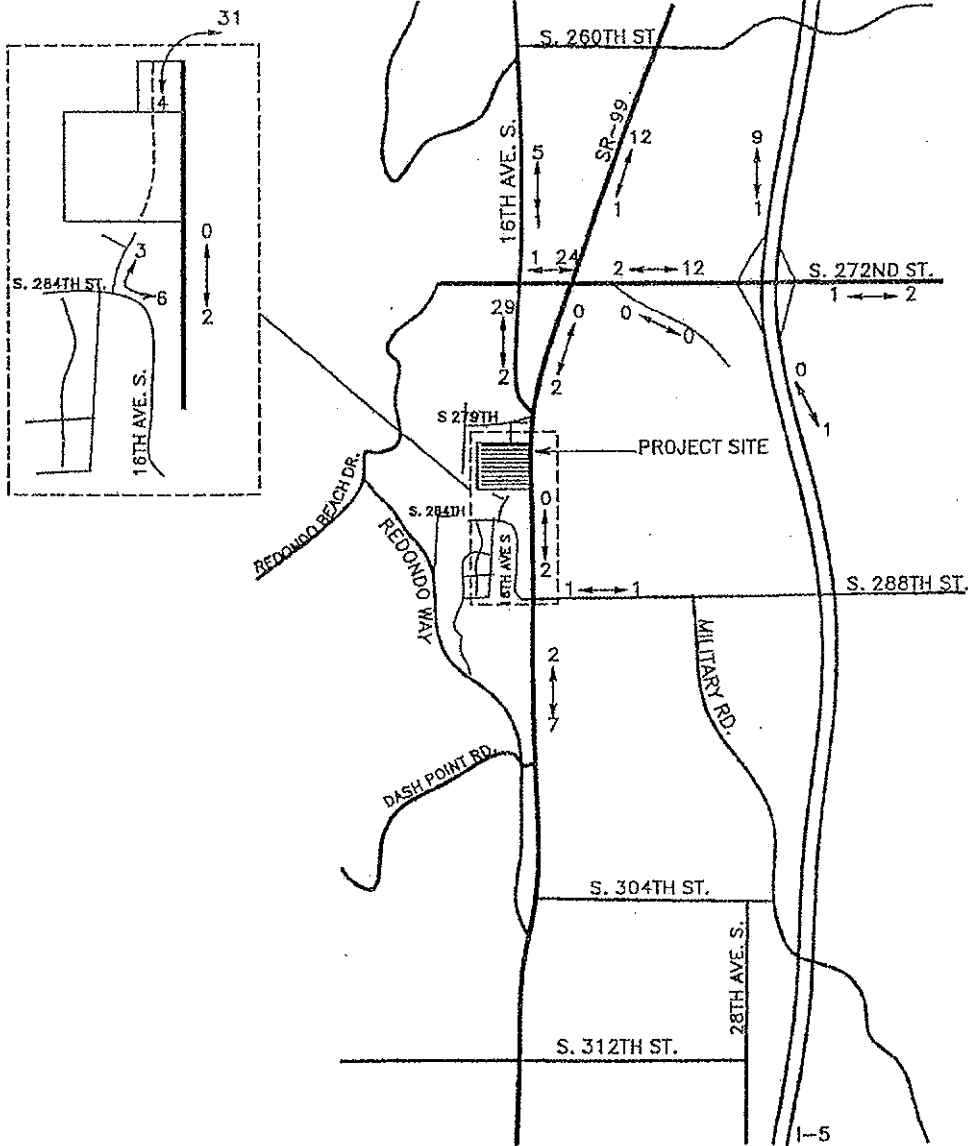 31
4
0
3
S. 284TH ST.
6
2
16TH AVE. S.
S. 260TH ST
16TH AVE. S.
SR-99
5
12
9
1
1
1
1 24
2 12
S. 272ND ST.
1 2
29
0
0
0
2
2
0
1
S 279TH
PROJECT SITE
REDONDO BEACH DR.
REDONDO WAY
S. 284TH
16TH AVE S
0
2
1 1
S. 288TH ST.
MILITARY RD.
2
7
DASH POINT RD.
S. 304TH ST.
28TH AVE. S.
S. 312TH ST.
I-5